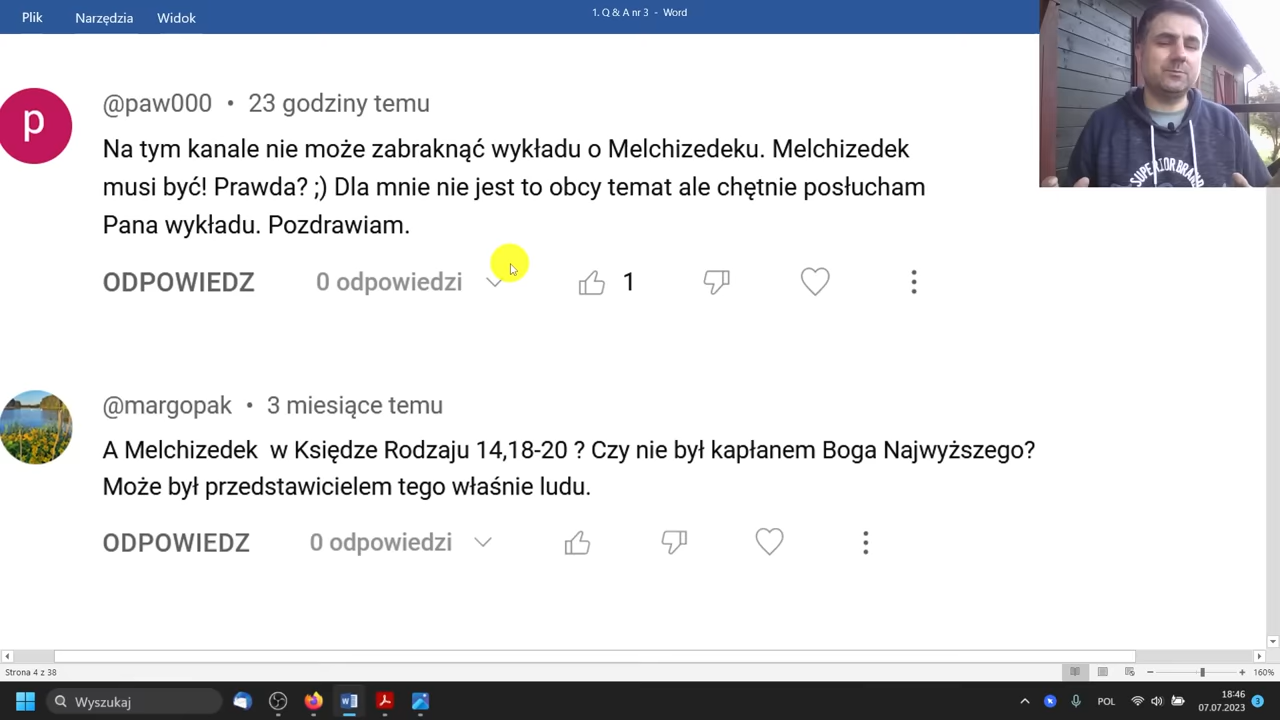 Plik Narzędzia Widok
1. Q & A nr 3 - Word
SUPERIOR BRAND
p
@paw000 • 23 godziny temu
Na tym kanale nie może zabraknąć wykładu o Melchizedeku. Melchizedek
musi być! Prawda? ;) Dla mnie nie jest to obcy temat ale chętnie posłucham
Pana wykładu. Pozdrawiam.
ODPOWIEDZ 0 odpowiedzi 1
@margopak • 3 miesiące temu
A Melchizedek w Księdze Rodzaju 14,18-20 ? Czy nie był kapłanem Boga Najwyższego?
Może był przedstawicielem tego właśnie ludu.
ODPOWIEDZ 0 odpowiedzi
Strona 4 z 38
160%
Wyszukaj
POL
18:46
07.07.2023
3